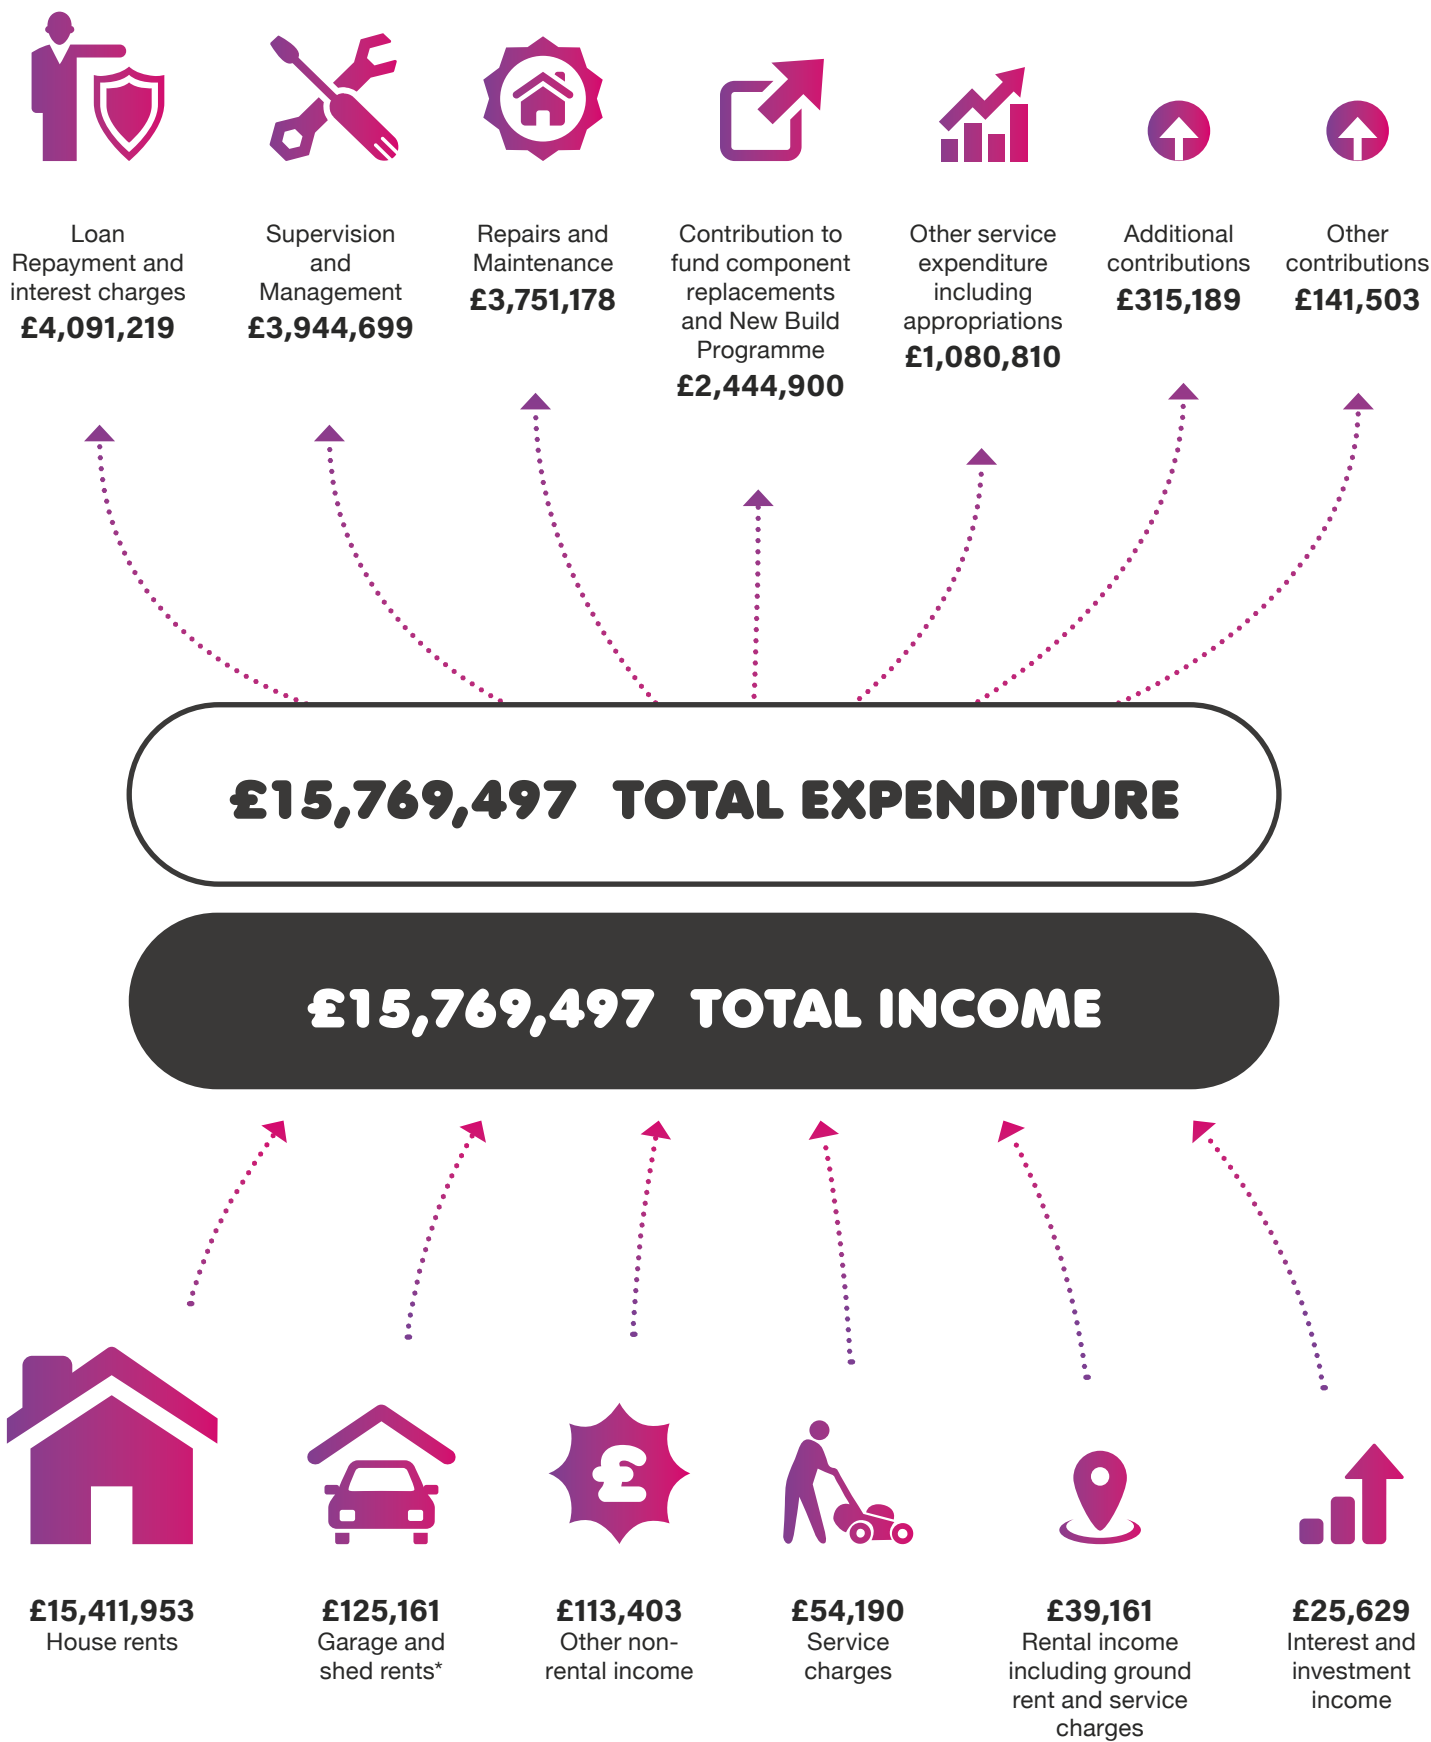 Loan
Repayment and
interest charges
£4,091,219
Supervision
and
Management
£3,944,699
Repairs and
Maintenance
£3,751,178
Contribution to
fund component
replacements
and New Build
Programme
£2,444,900
Other service
expenditure
including
appropriations
£1,080,810
Additional
contributions
£315,189
Other
contributions
£141,503
£15,769,497 TOTAL EXPENDITURE
£15,769,497 TOTAL INCOME
£
£15,411,953
House rents
£125,161
Garage and
shed rents*
£113,403
Other non-
rental income
£54,190
Service
charges
£39,161
Rental income
including ground
rent and service
charges
£25,629
Interest and
investment
income